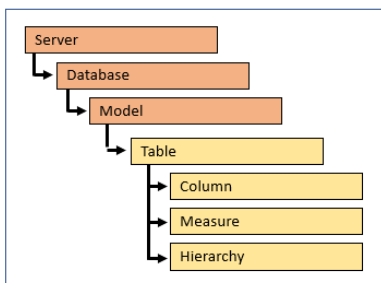 Server
Database
Model
Table
Column
Measure
Hierarchy